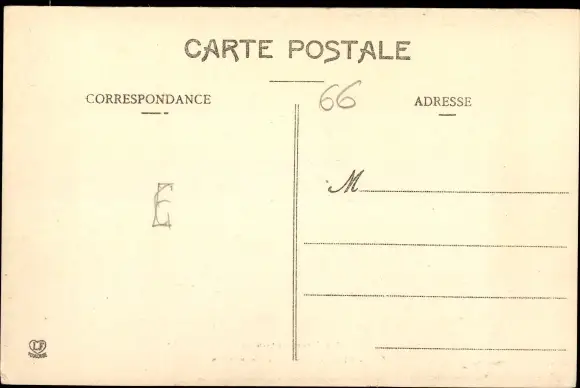 CARTE POSTALE
CORRESPONDANCE
66
ADRESSE
E
M